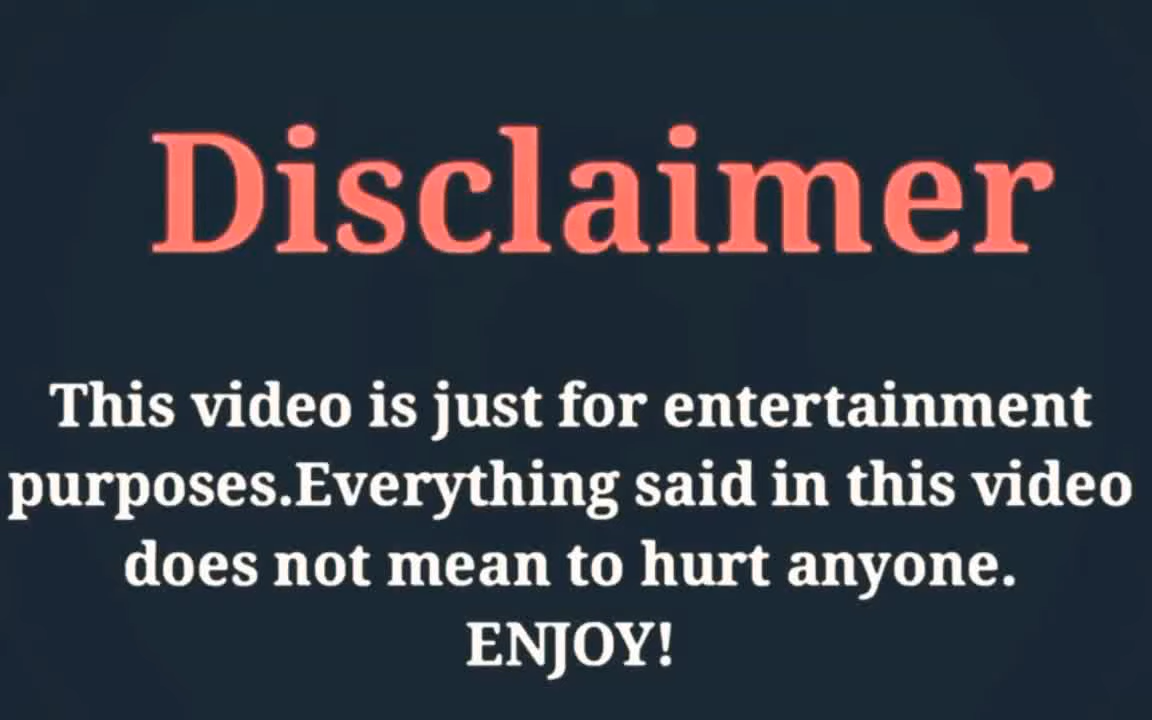 Disclaimer
This video is just for entertainment
purposes.Everything said in this video
does not mean to hurt anyone.
ENJOY!